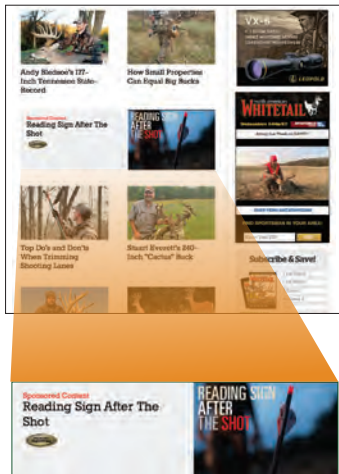 Andy Bledsoe's 177-
Inch Tennessee State-
Record
How Small Properties
Can Equal Big Bucks
Sponsored Content
Reading Sign After The
Shot
READING SIGN
AFTER
THE SHOT
Top Do's and Don'ts
When Trimming
Shooting Lanes
Stuart Everett's 240-
Inch "Cactus" Buck
VX-6
LEUPOLD
WHITETAIL
Subscribe & Save!
Sponsored Content
Reading Sign After The
Shot
READING SIGN
AFTER
THE SHOT